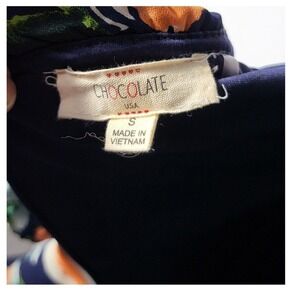 CHOCOLATE
USA
S
MADE IN
VIETNAM